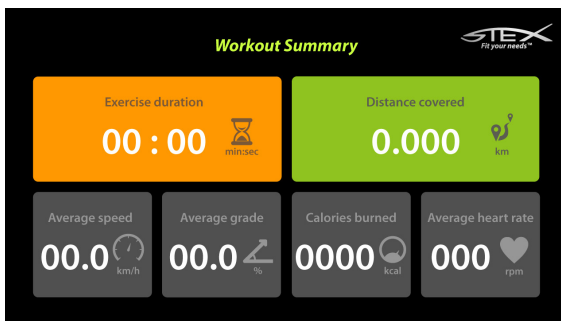 Workout Summary
STEX
Fit your needs™
Exercise duration
00 : 00
min:sec
Distance covered
0.000
km
Average speed
00.0
km/h
Average grade
00.0
%
Calories burned
0000
kcal
Average heart rate
000
rpm